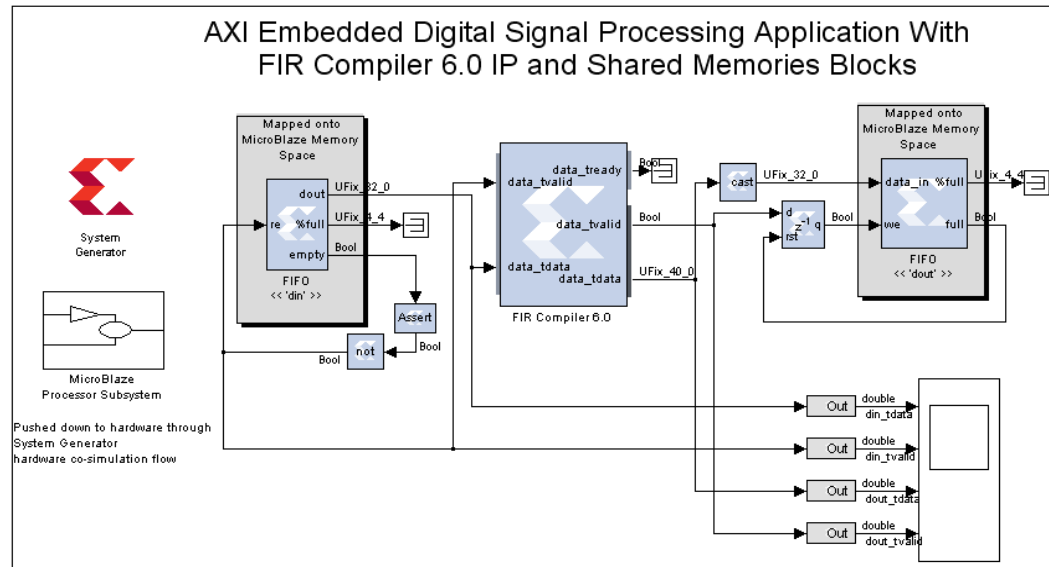 AXI Embedded Digital Signal Processing Application With
FIR Compiler 6.0 IP and Shared Memories Blocks
System
Generator
MicroBlaze
Processor Subsystem
Pushed down to hardware through
System Generator
hardware co-simulation flow
Mapped onto
MicroBlaze Memory
Space
re
dout
%full
empty
FIFO
<< 'din' >>
UFix_32_0
UFix_4_4
Bool
Assert
Bool
not
Bool
data_tvalid
data_tdata
data_tready
data_tvalid
data_tdata
FIR Compiler 6.0
Bool
Bool
UFix_40_0
cast
UFix_32_0
d
rst
z-1
q
Bool
Mapped onto
MicroBlaze Memory
Space
data_in
we
%full
full
FIFO
<< 'dout' >>
UFix_4_4
Bool
Out
double
din_tdata
Out
double
din_tvalid
Out
double
dout_tdata
Out
double
dout_tvalid